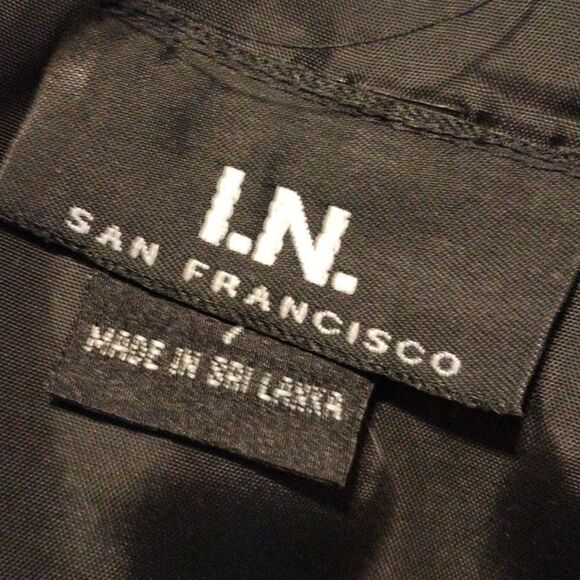 I.N.
SAN FRANCISCO
7
MADE IN SRI LANKA